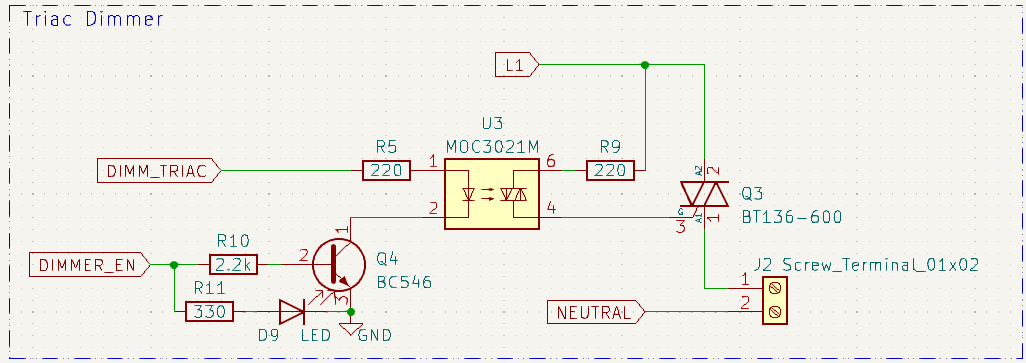 Triac Dimmer
L1
U3
MOC3021M
R5
220
1
6
R9
220
DIMM_TRIAC
2
4
A2
2
Q3
BT136-600
G
3
A1
1
DIMMER_EN
R10
2.2k
2
1
Q4
BC546
3
R11
330
D9
LED
GND
J2
Screw_Terminal_01x02
1
2
NEUTRAL